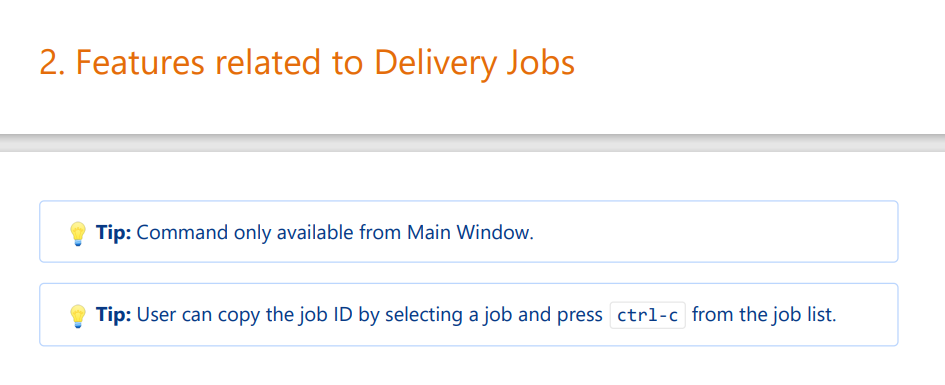 2. Features related to Delivery Jobs
Tip: Command only available from Main Window.
Tip: User can copy the job ID by selecting a job and press ctrl-c from the job list.